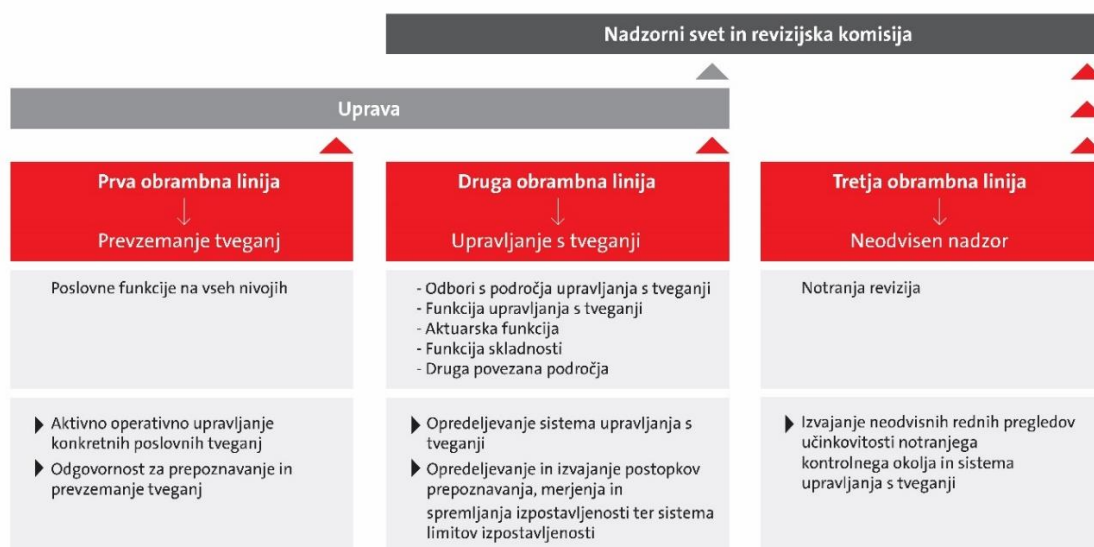 Nadzorni svet in revizijska komisija
Uprava
Prva obrambna linija
Prevzemanje tveganj
Poslovne funkcije na vseh nivojih
Aktivno operativno upravljanje
konkretnih poslovnih tveganj
Odgovornost za prepoznavanje in
prevzemanje tveganj
Druga obrambna linija
Upravljanje s tveganji
- Odbori s področja upravljanja s tveganji
- Funkcija upravljanja s tveganji
- Aktuarska funkcija
- Funkcija skladnosti
- Druga povezana področja
Opredeljevanje sistema upravljanja s
tveganji
Opredeljevanje in izvajanje postopkov
prepoznavanja, merjenja in
spremljanja izpostavljenosti ter sistema
limitov izpostavljenosti
Tretja obrambna linija
Neodvisen nadzor
Notranja revizija
Izvajanje neodvisnih rednih pregledov
učinkovitosti notranjega
kontrolnega okolja in sistema
upravljanja s tveganji